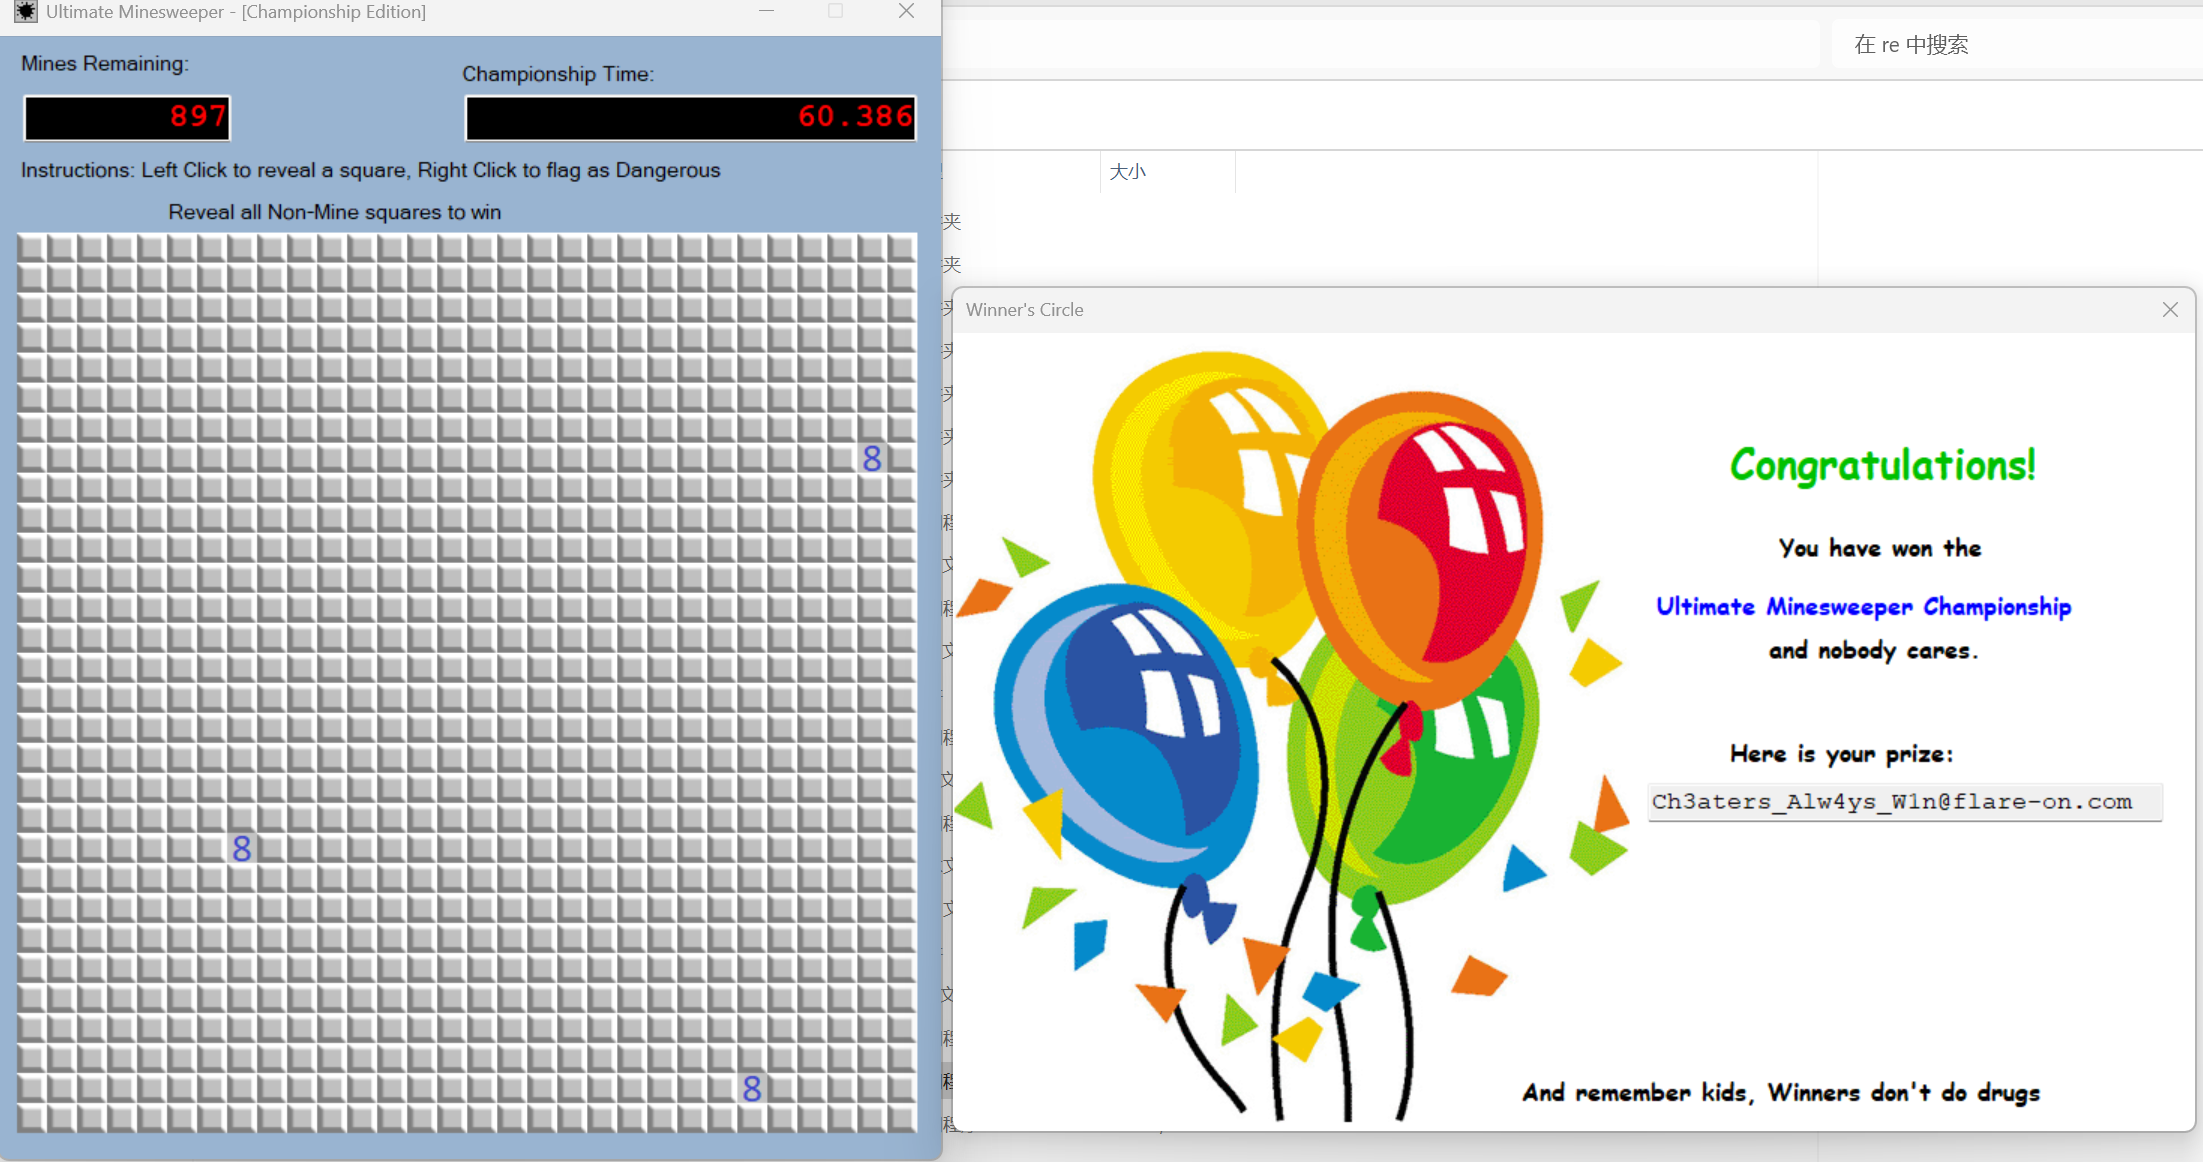 Ultimate Minesweeper - [Championship Edition]
Mines Remaining:
897
Championship Time:
60.386
Instructions: Left Click to reveal a square, Right Click to flag as Dangerous
Reveal all Non-Mine squares to win
8
8
8
在 re 中搜索
大小
夹
夹
Winner's Circle
Congratulations!
You have won the
Ultimate Minesweeper Championship
and nobody cares.
Here is your prize:
Ch3aters_Alw4ys_W1n@flare-on.com
And remember kids, Winners don't do drugs